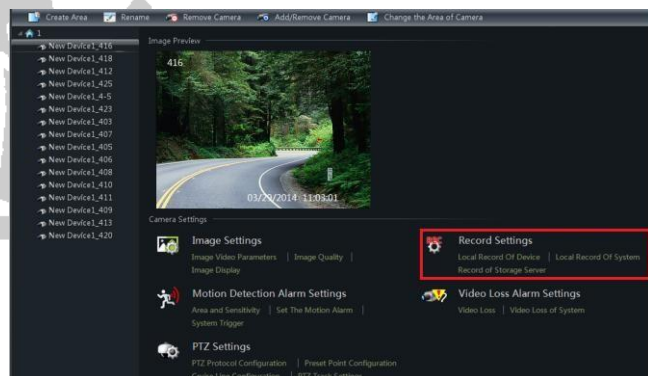 Create Area Rename Remove Camera Add/Remove Camera Change the Area of Camera
1
New Device1_416
New Device1_418
New Device1_412
New Device1_425
New Device1_4-5
New Device1_423
New Device1_403
New Device1_407
New Device1_405
New Device1_406
New Device1_408
New Device1_410
New Device1_411
New Device1_409
New Device1_413
New Device1_420
Image Preview
416
03/29/2014 11:03:01
Camera Settings
Image Settings
Image Video Parameters | Image Quality |
Image Display
Record Settings
Local Record Of Device | Local Record Of System
Record of Storage Server
Motion Detection Alarm Settings
Area and Sensitivity | Set The Motion Alarm |
System Trigger
Video Loss Alarm Settings
Video Loss | Video Loss of System
PTZ Settings
PTZ Protocol Configuration | Preset Point Configuration